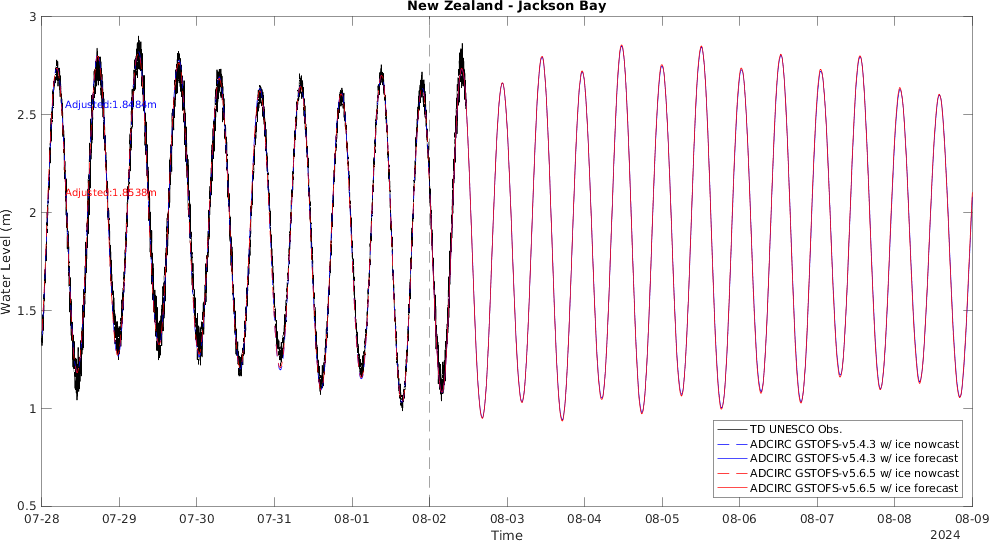 New Zealand - Jackson Bay
Water Level (m)
3
2.5
2
1.5
1
0.5
Adjusted:1.8484m
Adjusted:1.8538m
TD UNESCO Obs.
ADCIRC GSTOFS-v5.4.3 w/ ice nowcast
ADCIRC GSTOFS-v5.4.3 w/ ice forecast
ADCIRC GSTOFS-v5.6.5 w/ ice nowcast
ADCIRC GSTOFS-v5.6.5 w/ ice forecast
07-28 07-29 07-30 07-31 08-01 08-02 08-03 08-04 08-05 08-06 08-07 08-08 08-09
Time
2024